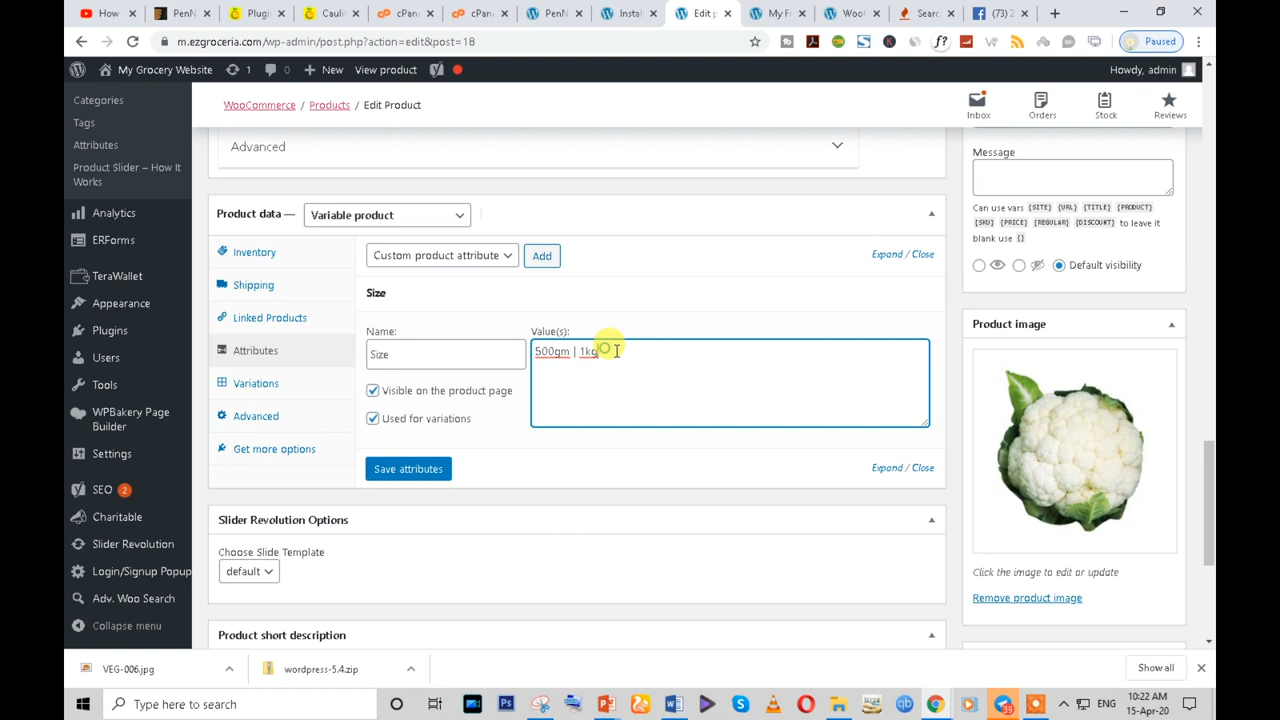 How
PenN
Plugin
Cauli
cPan
cPan
PenN
Instal
Edit p
My P
Woo
Searc
(73) 2
m.ezgroceria.com/wp-admin/post.php?action=edit&post=18
Paused
My Grocery Website
1
0
New
View product
Howdy, admin
Categories
Tags
Attributes
Product Slider – How It
Works
Analytics
ERForms
TeraWallet
Appearance
Plugins
Users
Tools
WPBakery Page
Builder
Settings
SEO 2
Charitable
Slider Revolution
Login/Signup Popup
Adv. Woo Search
Collapse menu
WooCommerce / Products / Edit Product
Inbox
Orders
Stock
Reviews
Advanced
Product data —
Variable product
Inventory
Shipping
Linked Products
Attributes
Variations
Advanced
Get more options
Custom product attribute
Add
Expand / Close
Size
Name:
Size
Value(s):
500gm | 1kg
Visible on the product page
Used for variations
Save attributes
Expand / Close
Slider Revolution Options
Choose Slide Template
default
Product short description
Message
Can use vars {SITE} {URL} {TITLE} {PRODUCT}
{SKU} {PRICE} {REGULAR} {DISCOUNT} to leave it
blank use {}
Default visibility
Product image
Click the image to edit or update
Remove product image
VEG-006.jpg
wordpress-5.4.zip
Show all
Type here to search
39
ENG
10:22 AM
15-Apr-20